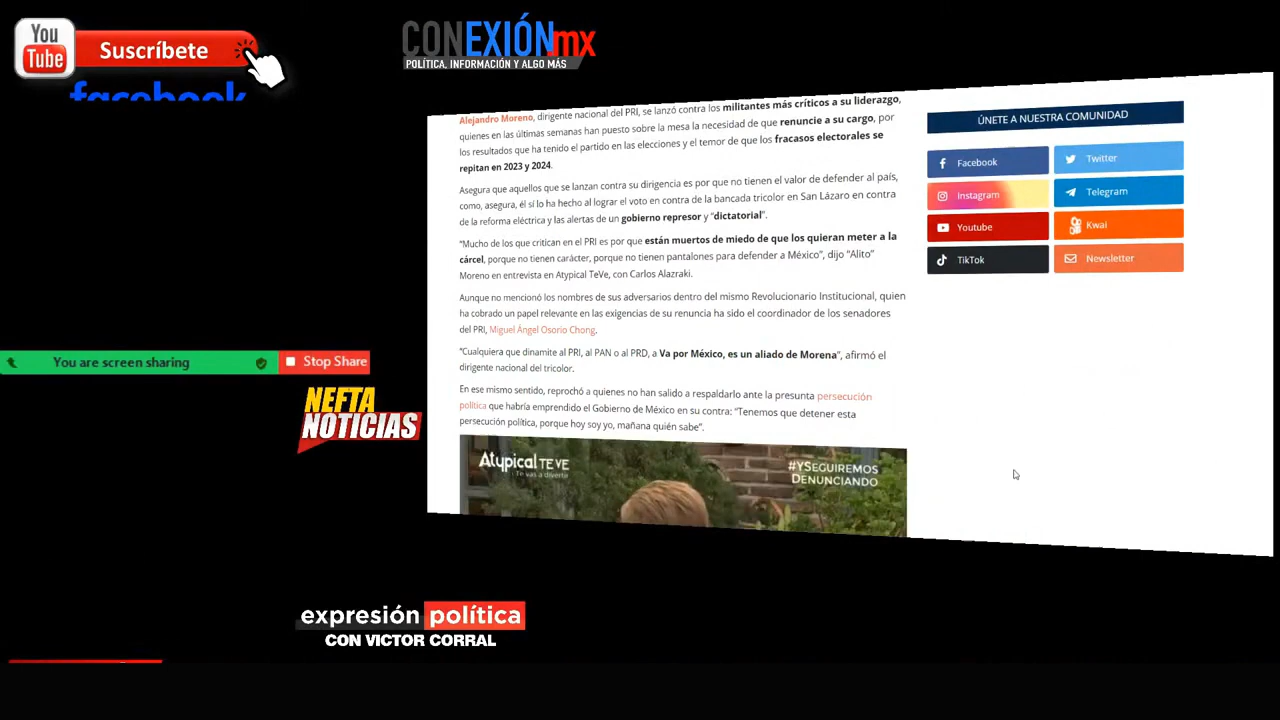 You
Tube
Suscríbete
facebook
CONEXIÓN.mx
POLÍTICA, INFORMACIÓN Y ALGO MÁS
Alejandro Moreno, dirigente nacional del PRI, se lanzó contra los militantes más críticos a su liderazgo,
quienes en las últimas semanas han puesto sobre la mesa la necesidad de que renuncie a su cargo, por
los resultados que ha tenido el partido en las elecciones y el temor de que los fracasos electorales se
repitan en 2023 y 2024.
Asegura que aquellos que se lanzan contra su dirigencia es por que no tienen el valor de defender al país,
como, asegura, él sí lo ha hecho al lograr el voto en contra de la bancada tricolor en San Lázaro en contra
de la reforma eléctrica y las alertas de un gobierno represor y “dictatorial”.
“Mucho de los que critican en el PRI es por que están muertos de miedo de que los quieran meter a la
cárcel, porque no tienen carácter, porque no tienen pantalones para defender a México”, dijo “Alito”
Moreno en entrevista en Atypical TeVe, con Carlos Alazraki.
Aunque no mencionó los nombres de sus adversarios dentro del mismo Revolucionario Institucional, quien
ha cobrado un papel relevante en las exigencias de su renuncia ha sido el coordinador de los senadores
del PRI, Miguel Ángel Osorio Chong.
“Cualquiera que dinamite al PRI, al PAN o al PRD, a Va por México, es un aliado de Morena”, afirmó el
dirigente nacional del tricolor.
En ese mismo sentido, reprochó a quienes no han salido a respaldarlo ante la presunta persecución
política que habría emprendido el Gobierno de México en su contra: “Tenemos que detener esta
persecución política, porque hoy soy yo, mañana quién sabe”.
Atypical TE VE
Te vas a divertir
#YSEGUIREMOS
DENUNCIANDO
ÚNETE A NUESTRA COMUNIDAD
Facebook
Twitter
Instagram
Telegram
Youtube
Kwai
TikTok
Newsletter
You are screen sharing
Stop Share
NEFTA
NOTICIAS
expresión política
CON VICTOR CORRAL